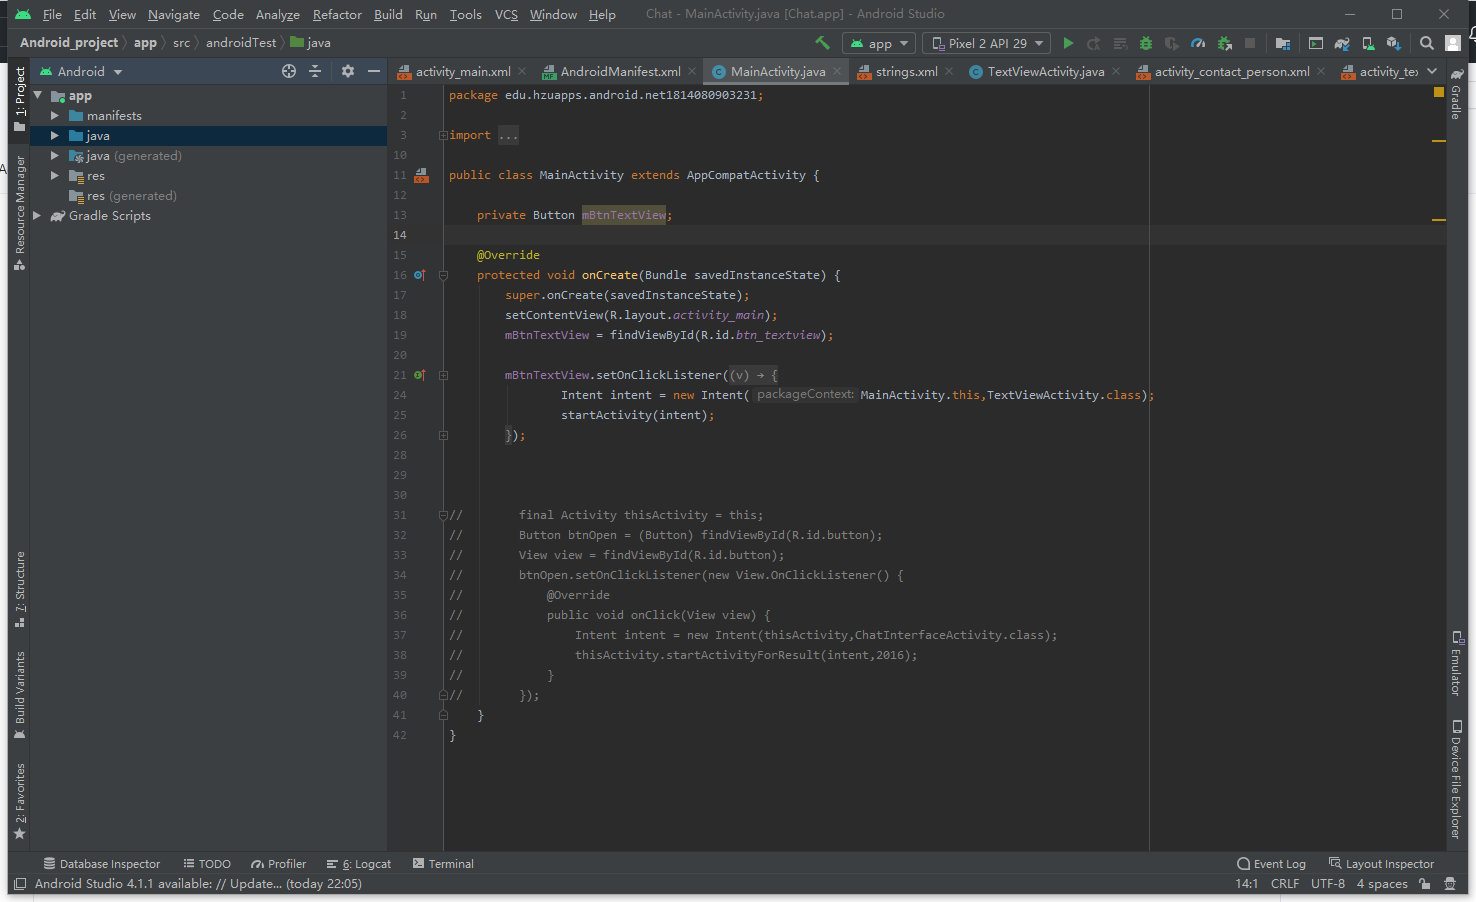 File Edit View Navigate Code Analyze Refactor Build Run Tools VCS Window Help Chat - MainActivity.java [Chat.app] - Android Studio
Android_project app src androidTest java app Pixel 2 API 29
Android activity_main.xml AndroidManifest.xml MainActivity.java strings.xml TextViewActivity.java activity_contact_person.xml activity_te
1: Project
Resource Manager
7: Structure
Build Variants
2: Favorites
app
manifests
java
java (generated)
res
res (generated)
Gradle Scripts
1 package edu.hzuapps.android.net1814080903231;
2
3 import ...
10
11 public class MainActivity extends AppCompatActivity {
12
13 private Button mBtnTextView;
14
15 @Override
16 protected void onCreate(Bundle savedInstanceState) {
17 super.onCreate(savedInstanceState);
18 setContentView(R.layout.activity_main);
19 mBtnTextView = findViewById(R.id.btn_textview);
20
21 mBtnTextView.setOnClickListener((v) → {
24 Intent intent = new Intent( packageContext: MainActivity.this,TextViewActivity.class);
25 startActivity(intent);
26 });
28
29
30
31 // final Activity thisActivity = this;
32 // Button btnOpen = (Button) findViewById(R.id.button);
33 // View view = findViewById(R.id.button);
34 // btnOpen.setOnClickListener(new View.OnClickListener() {
35 // @Override
36 // public void onClick(View view) {
37 // Intent intent = new Intent(thisActivity,ChatInterfaceActivity.class);
38 // thisActivity.startActivityForResult(intent,2016);
39 // }
40 // });
41 }
42 }
Gradle
Emulator
Device File Explorer
Database Inspector TODO Profiler 6: Logcat Terminal Event Log Layout Inspector
Android Studio 4.1.1 available: // Update... (today 22:05) 14:1 CRLF UTF-8 4 spaces